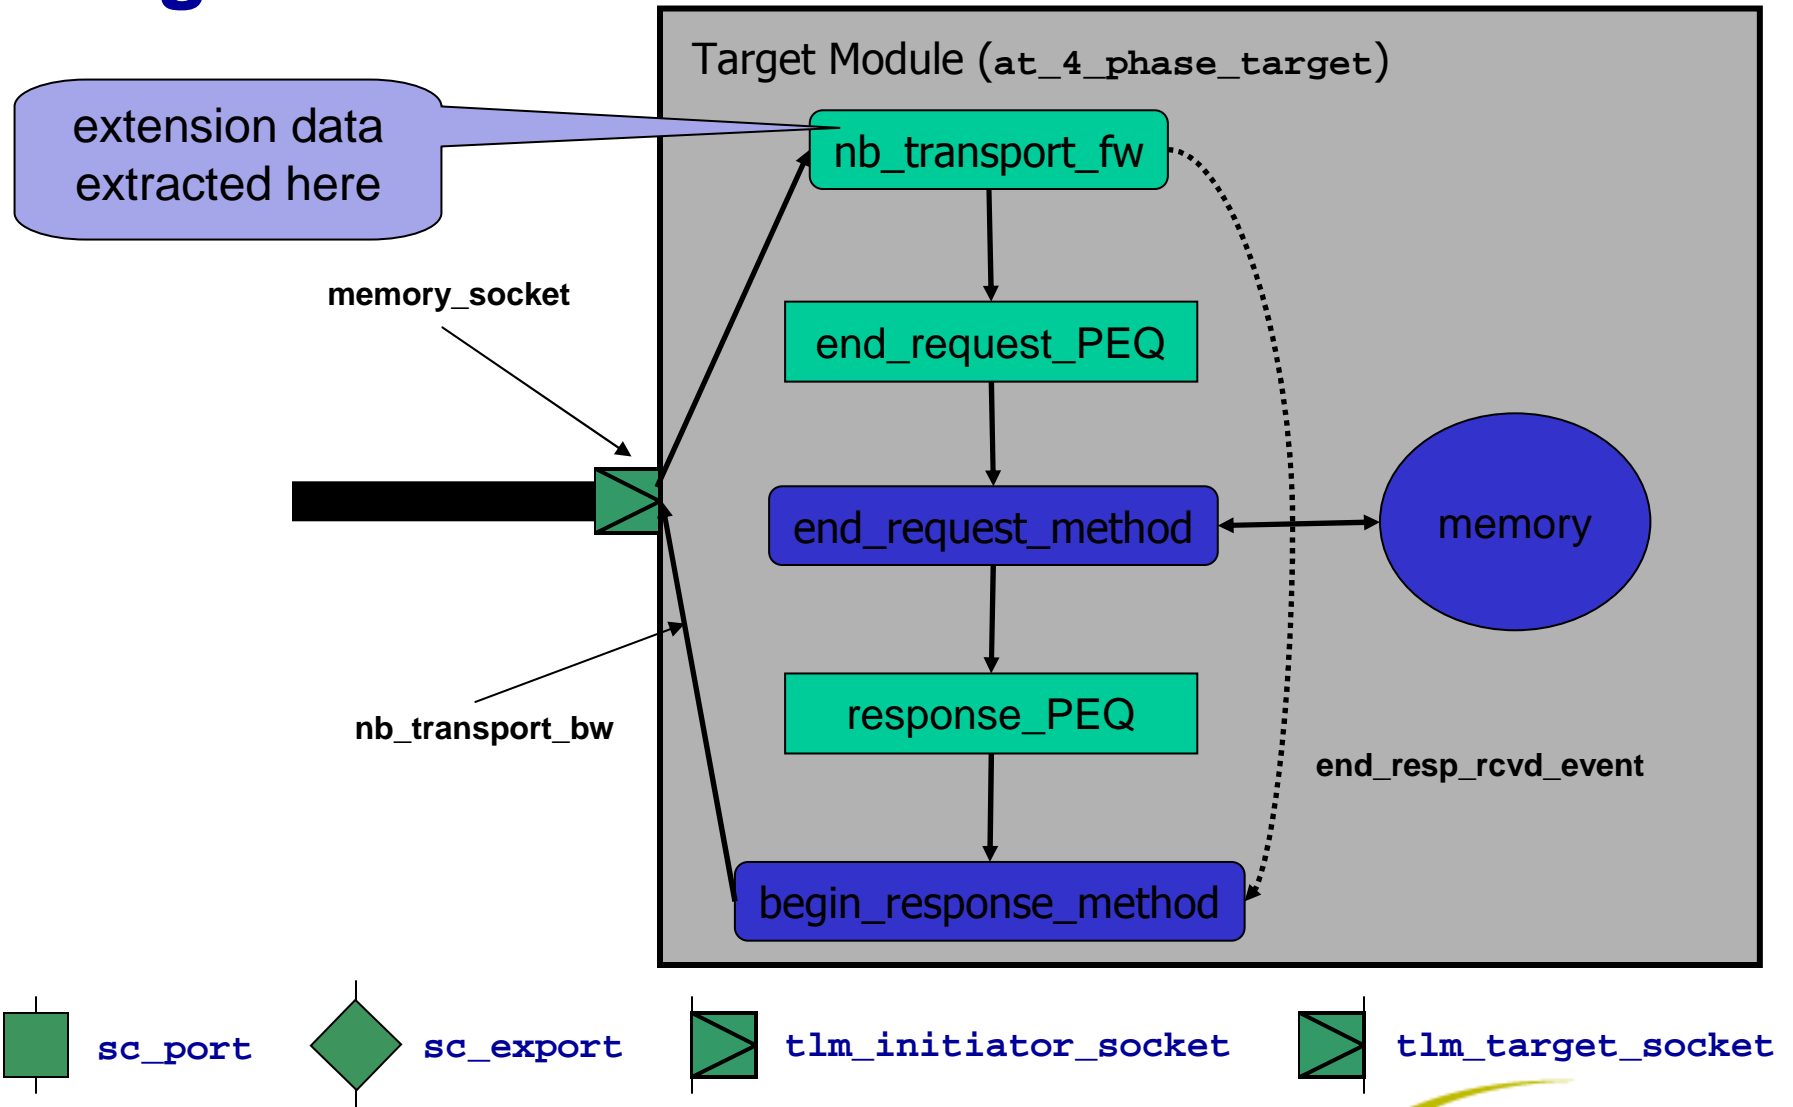 Target Module (at_4_phase_target)
extension data
extracted here
nb_transport_fw
memory_socket
end_request_PEQ
end_request_method
memory
nb_transport_bw
response_PEQ
end_resp_rcvd_event
begin_response_method
sc_port
sc_export
tlm_initiator_socket
tlm_target_socket